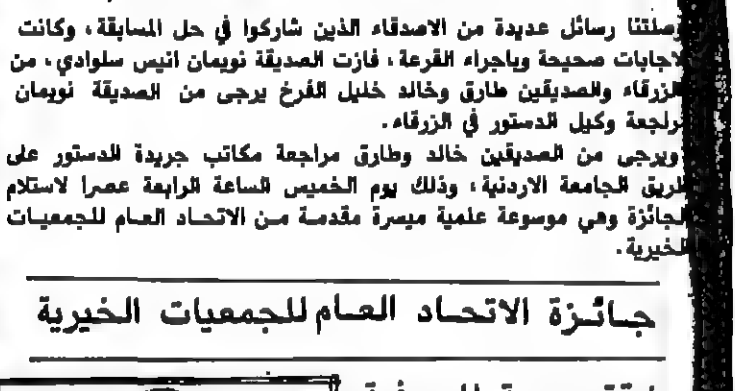 وصلتنا رسائل عديدة من الاصدقاء الذين شاركوا في حل المسابقة، وكانت
الاجابات صحيحة وباجراء القرعة، فازت الصديقة نويمان انيس سلوادي، من
الزرقاء والصديقين طارق وخالد خليل الفرخ يرجى من الصديقة نويمان
مراجعة وكيل الدستور في الزرقاء.
ويرجى من الصديقين خالد وطارق مراجعة مكاتب جريدة الدستور على
طريق الجامعة الاردنية، وذلك يوم الخميس الساعة الرابعة عصرا لاستلام
الجائزة وهي موسوعة علمية ميسرة مقدمة من الاتحاد العام للجمعيات
الخيرية.
جائزة الاتحاد العام للجمعيات الخيرية